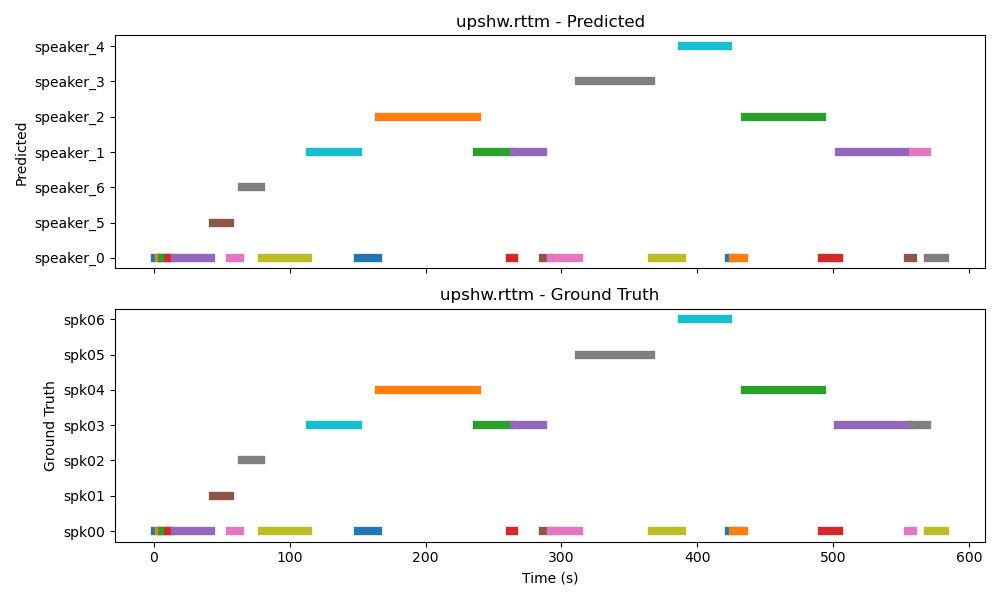 upshw.rttm - Predicted
speaker_4
speaker_3
speaker_2
speaker_1
speaker_6
speaker_5
speaker_0
Predicted
upshw.rttm - Ground Truth
spk06
spk05
spk04
spk03
spk02
spk01
spk00
Ground Truth
0 100 200 300 400 500 600
Time (s)